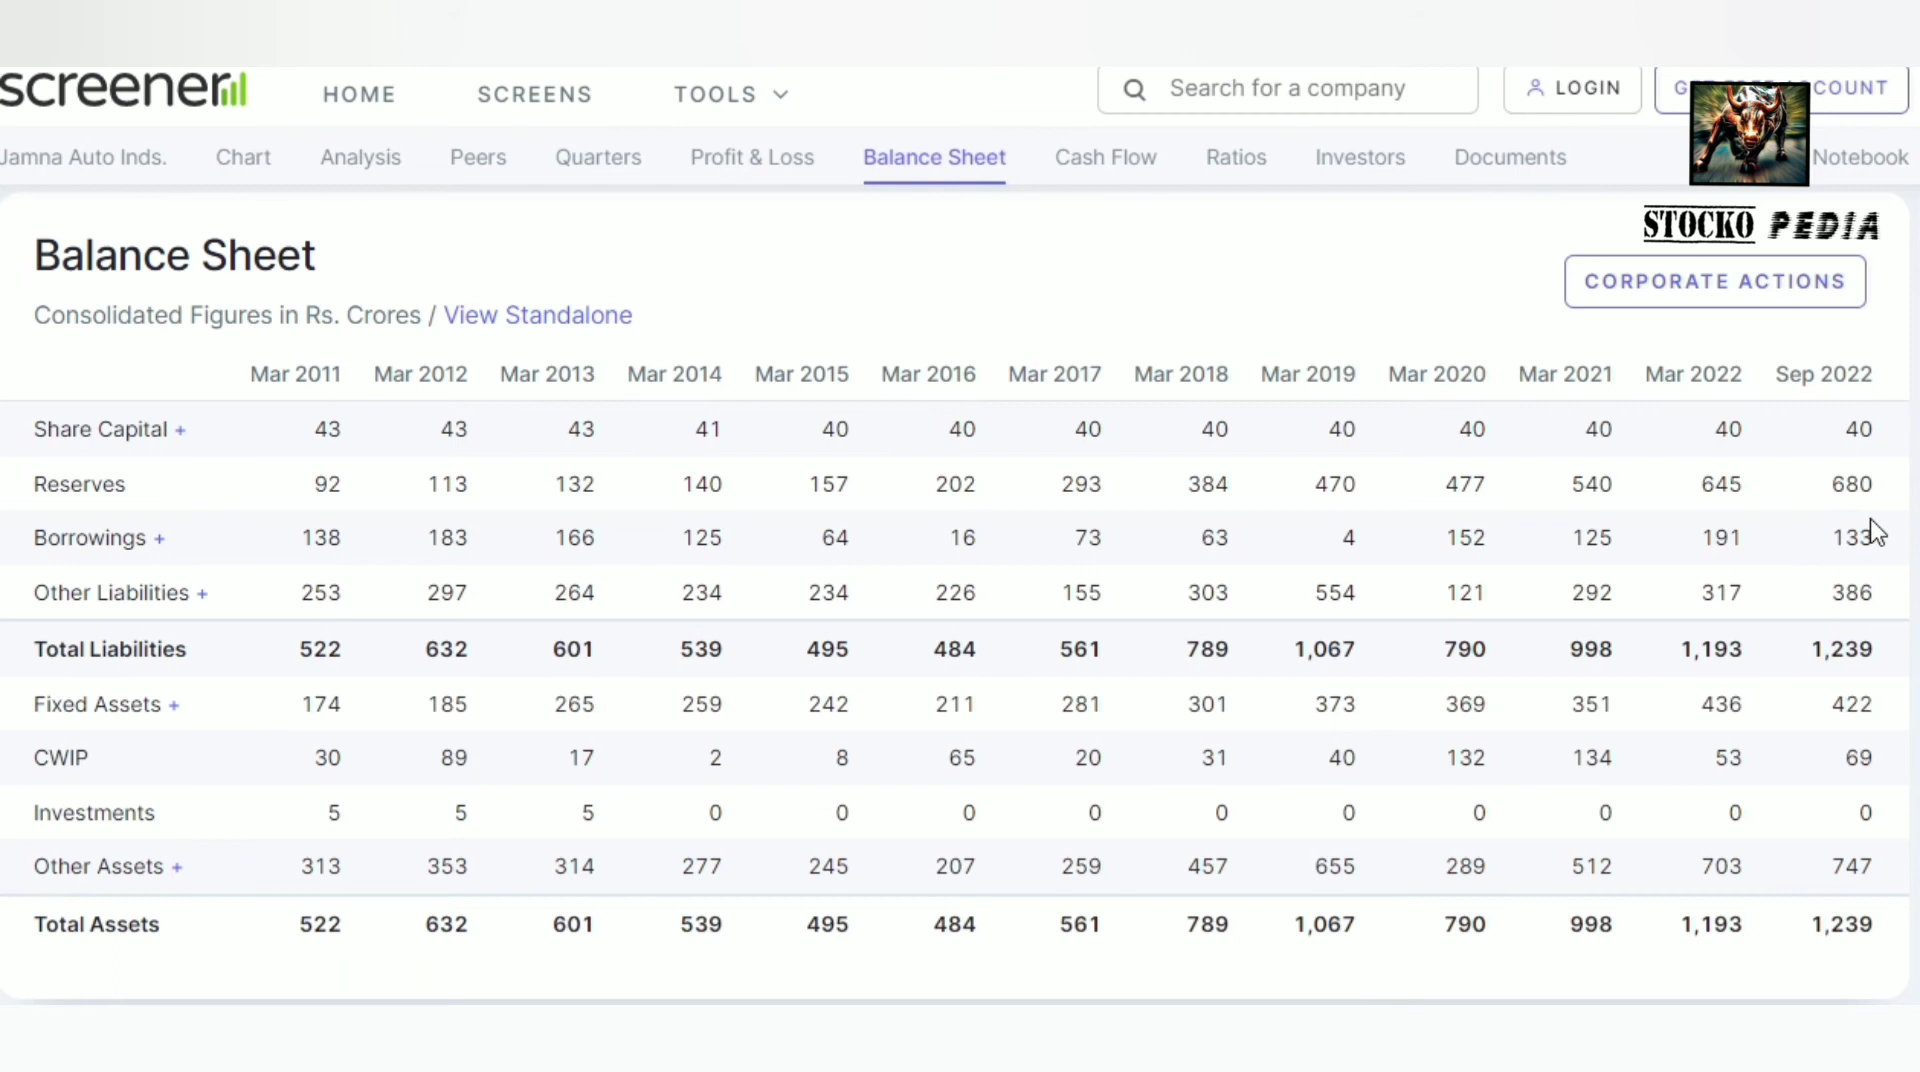 screener
HOME SCREENS TOOLS Search for a company LOGIN G COUNT
Jamna Auto Inds. Chart Analysis Peers Quarters Profit & Loss Balance Sheet Cash Flow Ratios Investors Documents Notebook
STOCKO PEDIA
Balance Sheet
CORPORATE ACTIONS
Consolidated Figures in Rs. Crores / View Standalone
Mar 2011 Mar 2012 Mar 2013 Mar 2014 Mar 2015 Mar 2016 Mar 2017 Mar 2018 Mar 2019 Mar 2020 Mar 2021 Mar 2022 Sep 2022
Share Capital + 43 43 43 41 40 40 40 40 40 40 40 40 40
Reserves 92 113 132 140 157 202 293 384 470 477 540 645 680
Borrowings + 138 183 166 125 64 16 73 63 4 152 125 191 133
Other Liabilities + 253 297 264 234 234 226 155 303 554 121 292 317 386
Total Liabilities 522 632 601 539 495 484 561 789 1,067 790 998 1,193 1,239
Fixed Assets + 174 185 265 259 242 211 281 301 373 369 351 436 422
CWIP 30 89 17 2 8 65 20 31 40 132 134 53 69
Investments 5 5 5 0 0 0 0 0 0 0 0 0 0
Other Assets + 313 353 314 277 245 207 259 457 655 289 512 703 747
Total Assets 522 632 601 539 495 484 561 789 1,067 790 998 1,193 1,239